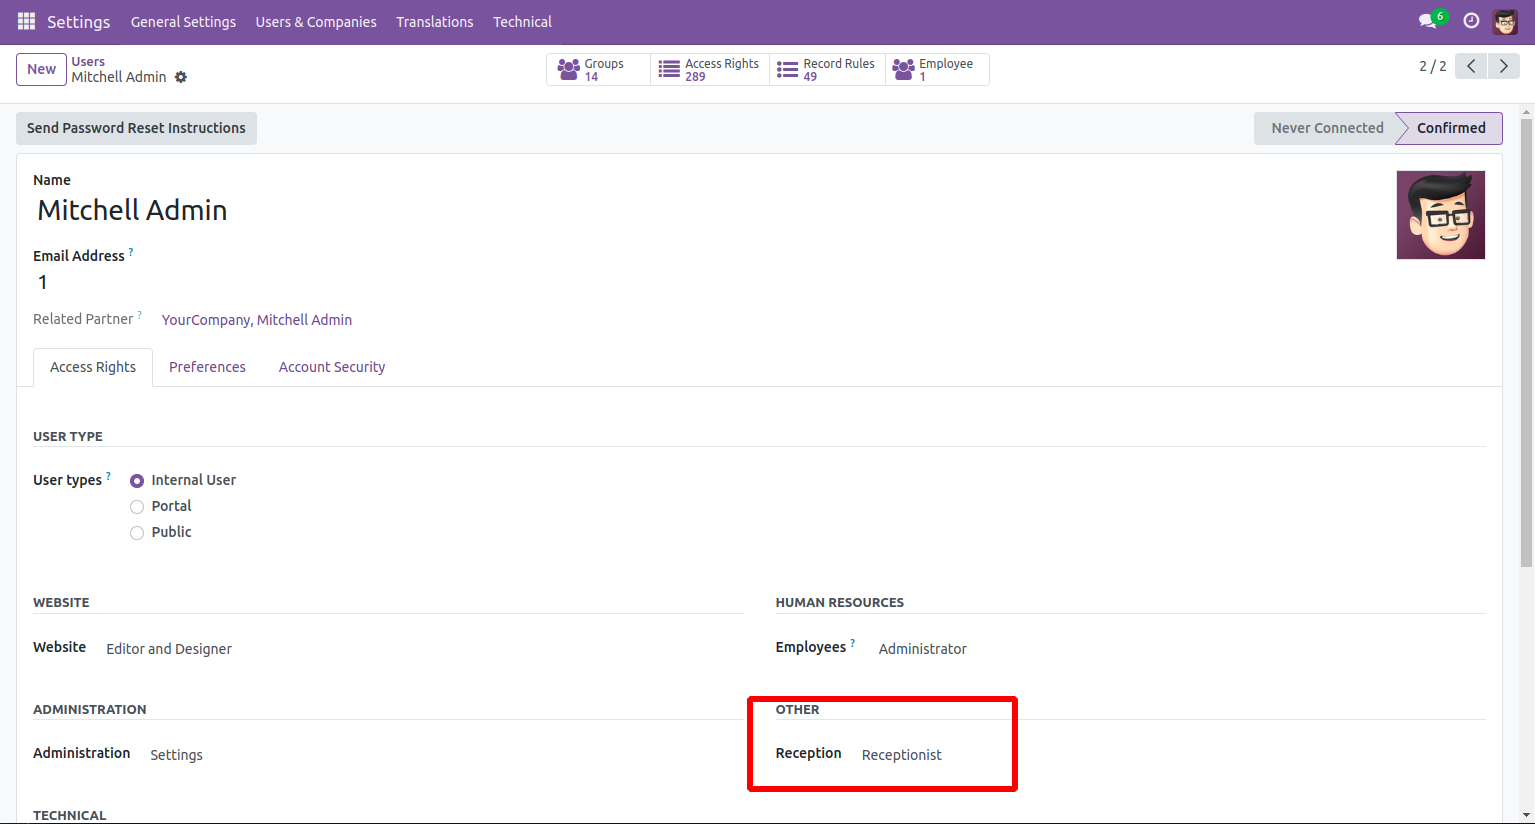 Settings General Settings Users & Companies Translations Technical 6
New Users Groups Access Rights Record Rules Employee
Mitchell Admin 14 289 49 1 2 / 2
Send Password Reset Instructions Never Connected Confirmed
Name
Mitchell Admin
Email Address ?
1
Related Partner ? YourCompany, Mitchell Admin
Access Rights Preferences Account Security
USER TYPE
User types ? Internal User
Portal
Public
WEBSITE HUMAN RESOURCES
Website Editor and Designer Employees ? Administrator
ADMINISTRATION OTHER
Administration Settings Reception Receptionist
TECHNICAL